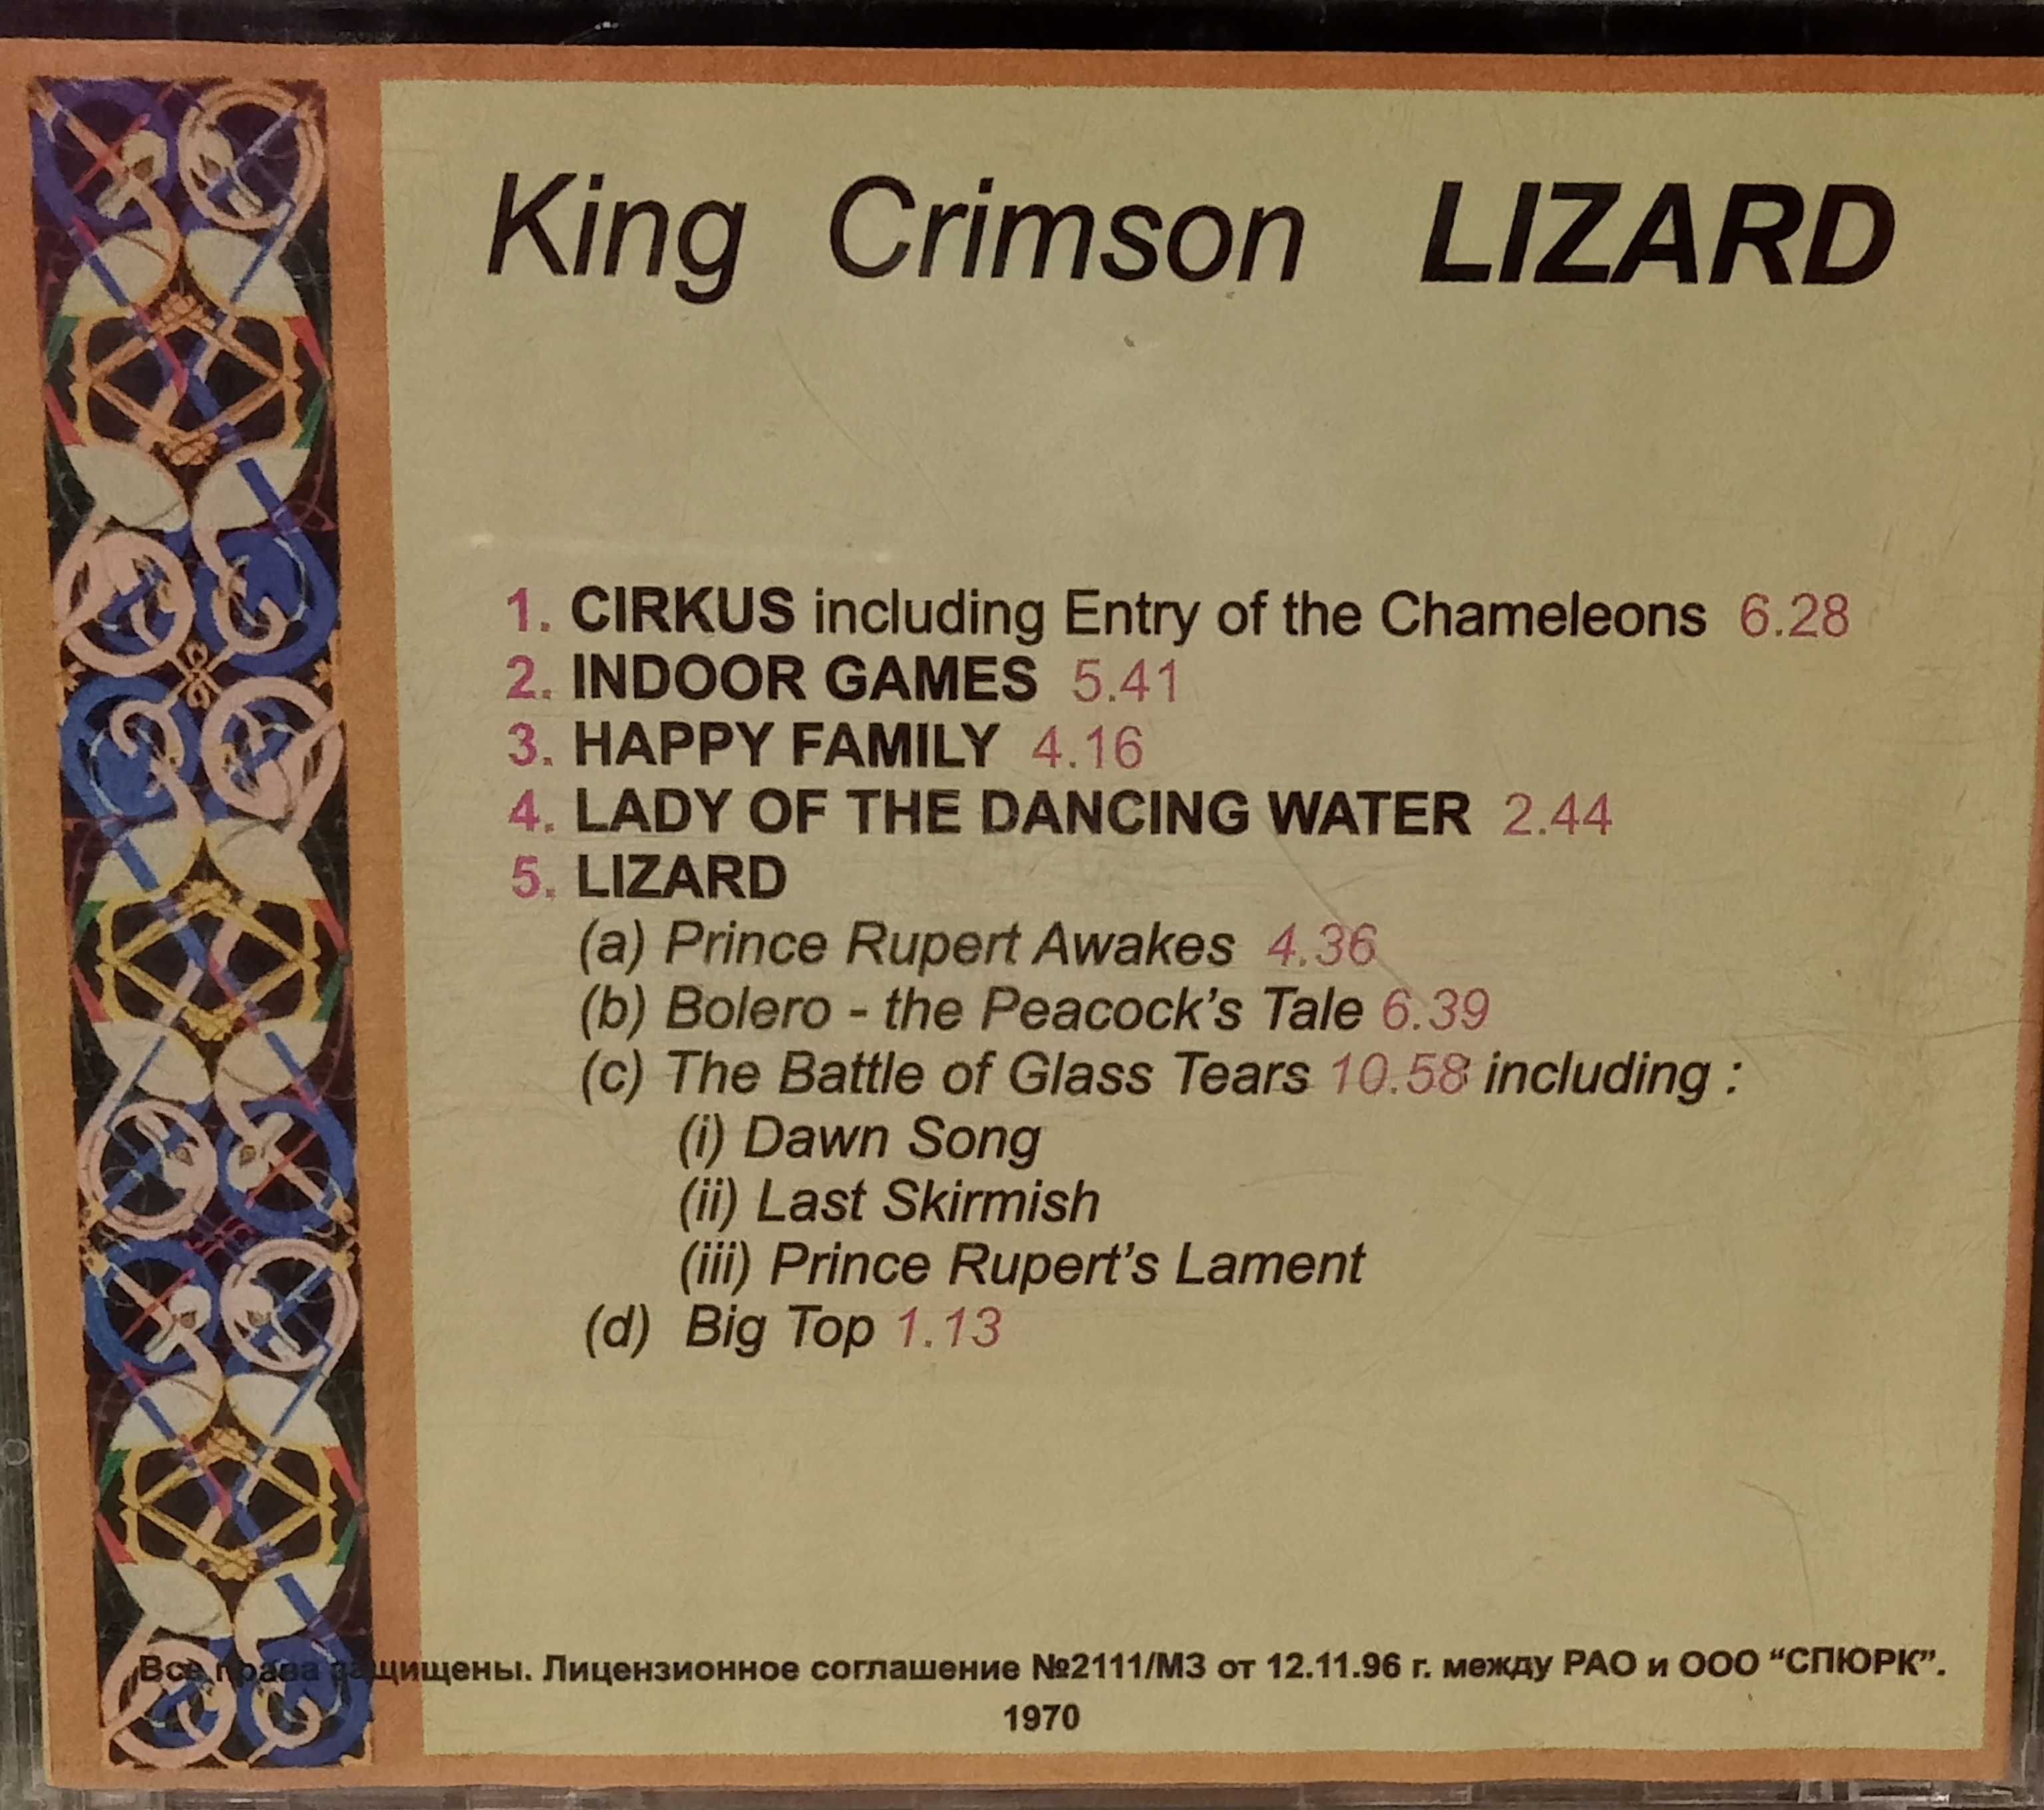 King Crimson LIZARD
1. CIRKUS including Entry of the Chameleons 6.28
2. INDOOR GAMES 5.41
3. HAPPY FAMILY 4.16
4. LADY OF THE DANCING WATER 2.44
5. LIZARD
(a) Prince Rupert Awakes 4.36
(b) Bolero - the Peacock's Tale 6.39
(c) The Battle of Glass Tears 10.58 including :
(i) Dawn Song
(ii) Last Skirmish
(iii) Prince Rupert's Lament
(d) Big Top 1.13
Все права защищены. Лицензионное соглашение №2111/МЗ от 12.11.96 г. между РАО и ООО "СПЮРК".
1970